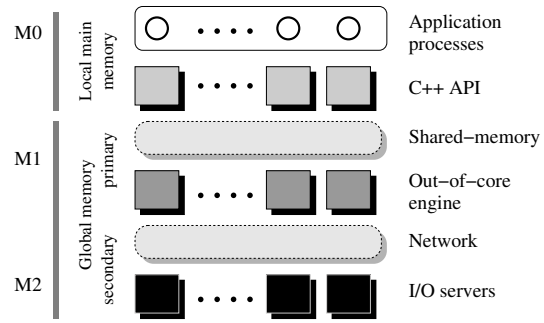 M0
Local main
memory
Application
processes
C++ API
M1
Global memory
primary
Shared−memory
Out−of−core
engine
secondary
Network
M2
I/O servers